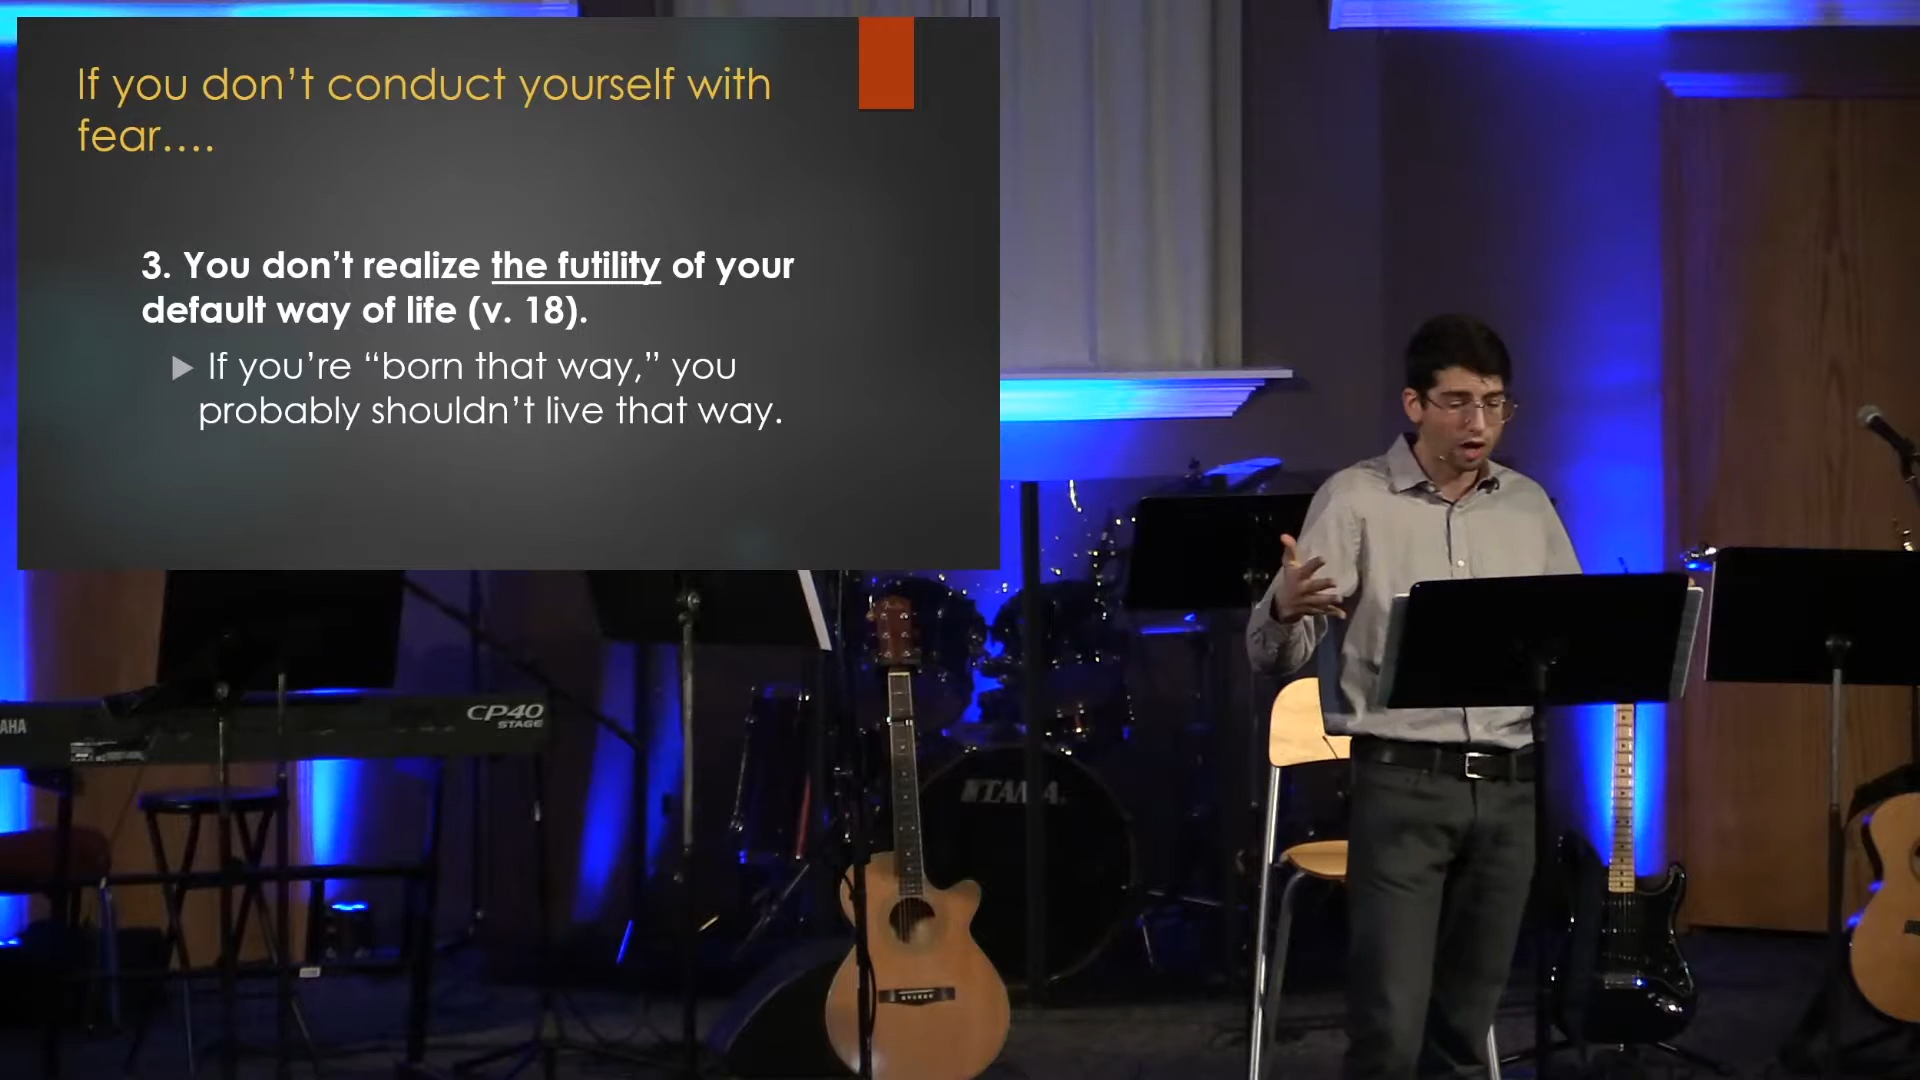 If you don’t conduct yourself with
fear….
3. You don’t realize the futility of your
default way of life (v. 18).
▶ If you’re “born that way,” you
probably shouldn’t live that way.
AHA
CP40
STAGE
TAMA